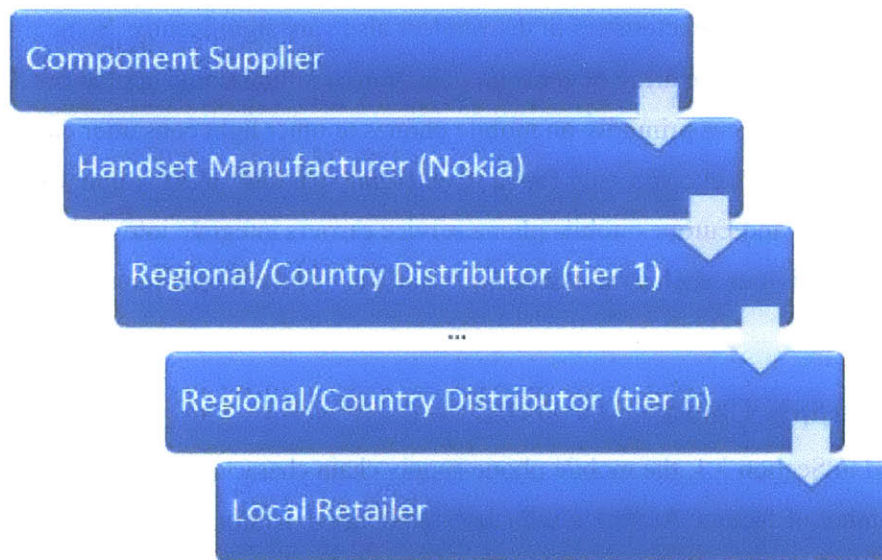 Component Supplier
Handset Manufacturer (Nokia)
Regional/Country Distributor (tier 1)
...
Regional/Country Distributor (tier n)
Local Retailer